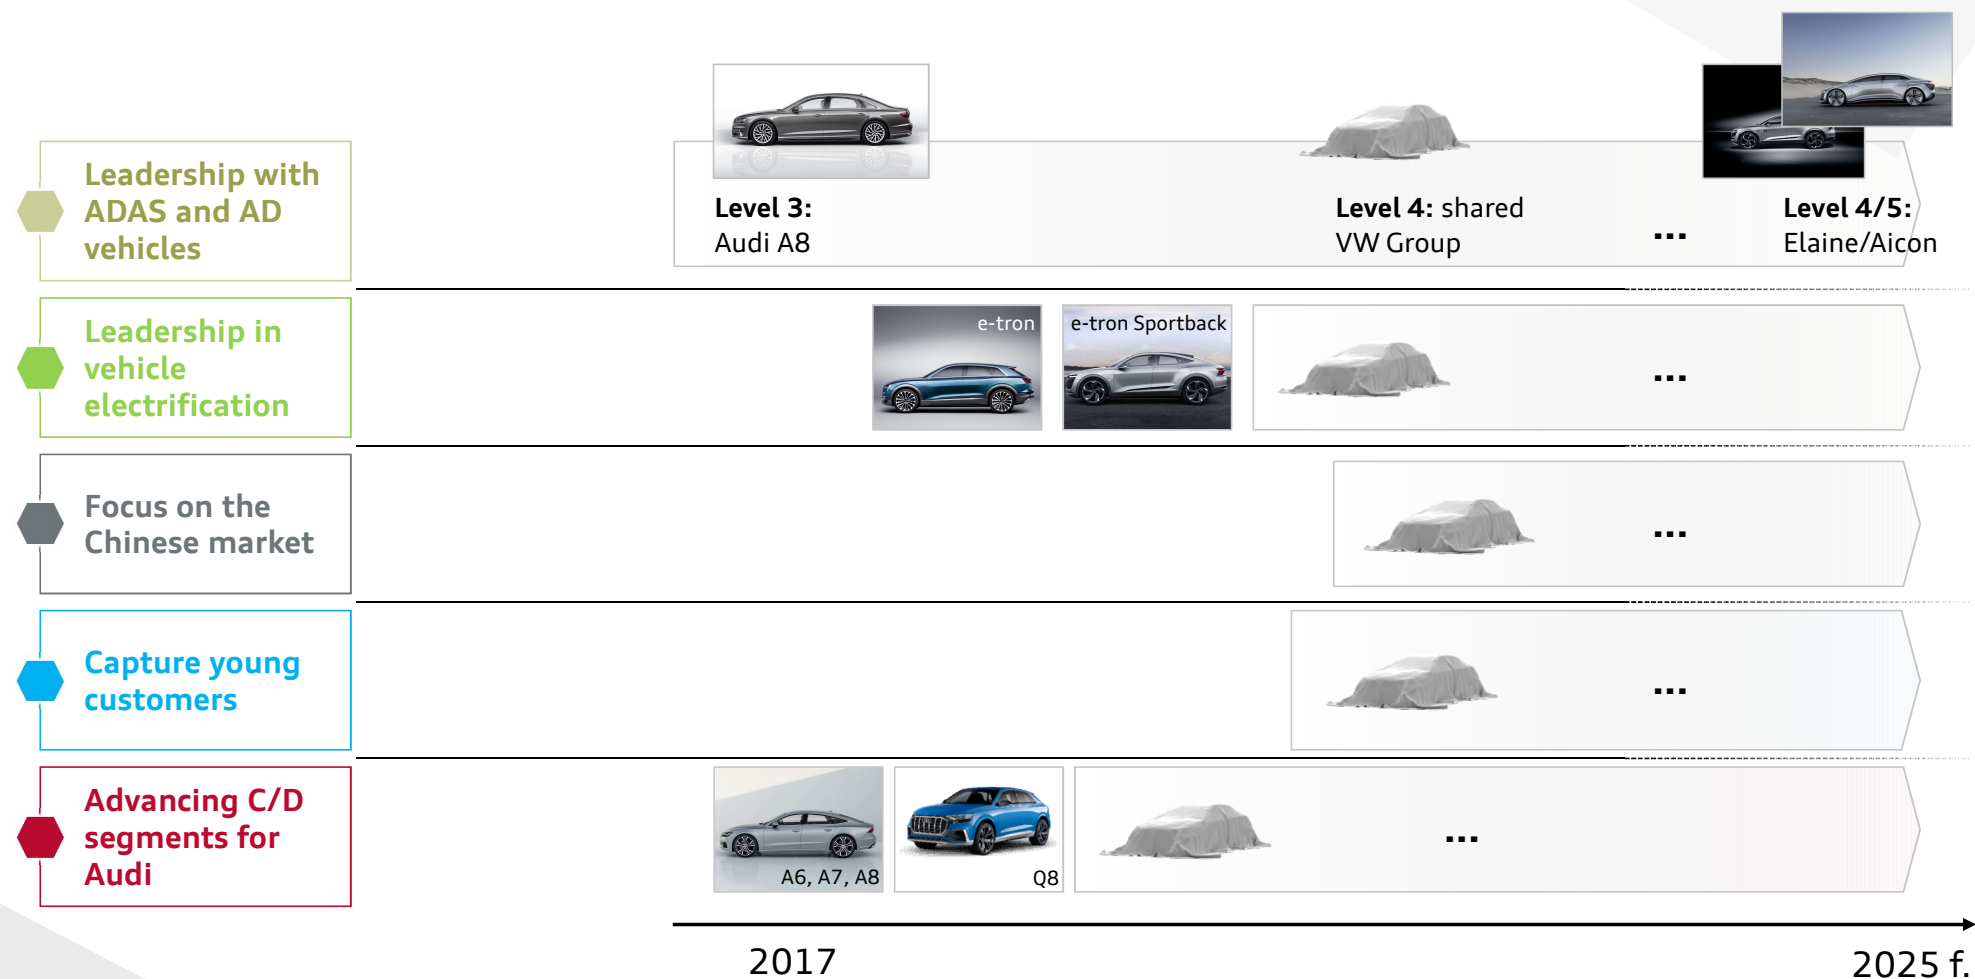 Leadership with
ADAS and AD
vehicles
Level 3:
Audi A8
Level 4: shared
VW Group
...
Level 4/5:
Elaine/Aicon
Leadership in
vehicle
electrification
e-tron
e-tron Sportback
...
Focus on the
Chinese market
...
Capture young
customers
...
Advancing C/D
segments for
Audi
A6, A7, A8
Q8
...
2017
2025 f.